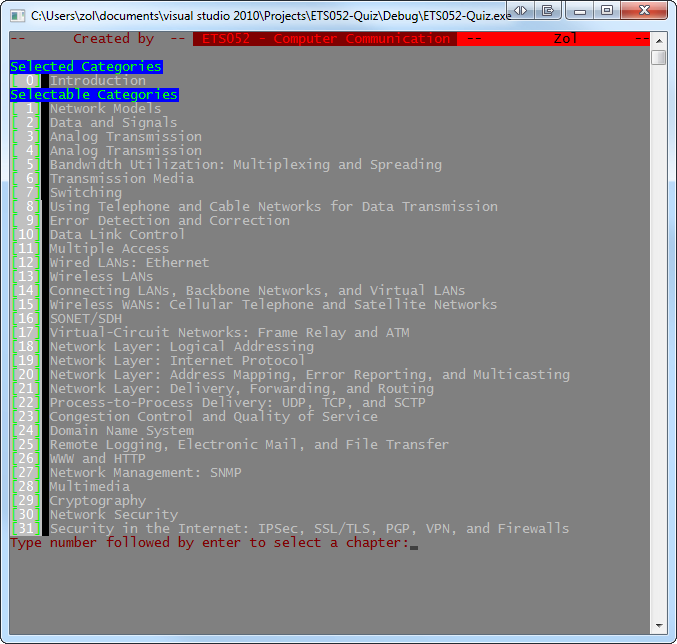 C:\Users\zol\documents\visual studio 2010\Projects\ETS052-Quiz\Debug\ETS052-Quiz.exe
-- Created by -- ETS052 - Computer Communication -- Zol --
Selected Categories
0 Introduction
Selectable Categories
1 Network Models
2 Data and Signals
3 Analog Transmission
4 Analog Transmission
5 Bandwidth Utilization: Multiplexing and Spreading
6 Transmission Media
7 Switching
8 Using Telephone and Cable Networks for Data Transmission
9 Error Detection and Correction
10 Data Link Control
11 Multiple Access
12 Wired LANs: Ethernet
13 Wireless LANs
14 Connecting LANs, Backbone Networks, and Virtual LANs
15 Wireless WANs: Cellular Telephone and Satellite Networks
16 SONET/SDH
17 Virtual-Circuit Networks: Frame Relay and ATM
18 Network Layer: Logical Addressing
19 Network Layer: Internet Protocol
20 Network Layer: Address Mapping, Error Reporting, and Multicasting
21 Network Layer: Delivery, Forwarding, and Routing
22 Process-to-Process Delivery: UDP, TCP, and SCTP
23 Congestion Control and Quality of Service
24 Domain Name System
25 Remote Logging, Electronic Mail, and File Transfer
26 WWW and HTTP
27 Network Management: SNMP
28 Multimedia
29 Cryptography
30 Network Security
31 Security in the Internet: IPSec, SSL/TLS, PGP, VPN, and Firewalls
Type number followed by enter to select a chapter:_